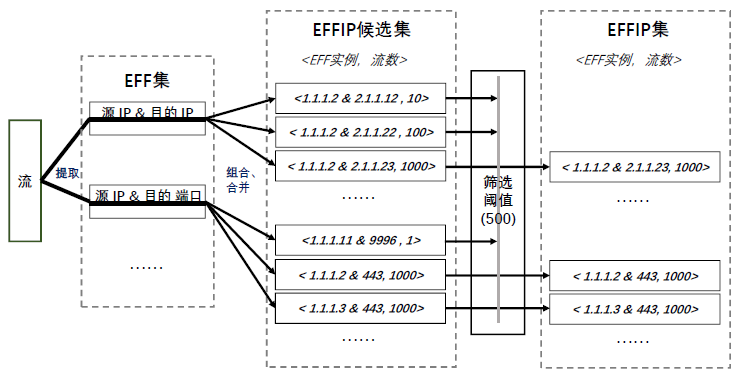 流
提取
EFF集
源 IP & 目的 IP
源 IP & 目的 端口
……
组合、
合并
EFFIP候选集
<EFF实例，流数>
<1.1.1.2 & 2.1.1.12 , 10>
<1.1.1.2 & 2.1.1.22 , 100>
< 1.1.1.2 & 2.1.1.23, 1000>
……
<1.1.1.11 & 9996 , 1>
< 1.1.1.2 & 443, 1000>
< 1.1.1.3 & 443, 1000>
……
筛选
阈值
(500)
EFFIP集
<EFF实例，流数>
< 1.1.1.2 & 2.1.1.23, 1000>
……
< 1.1.1.2 & 443, 1000>
< 1.1.1.3 & 443, 1000>
……